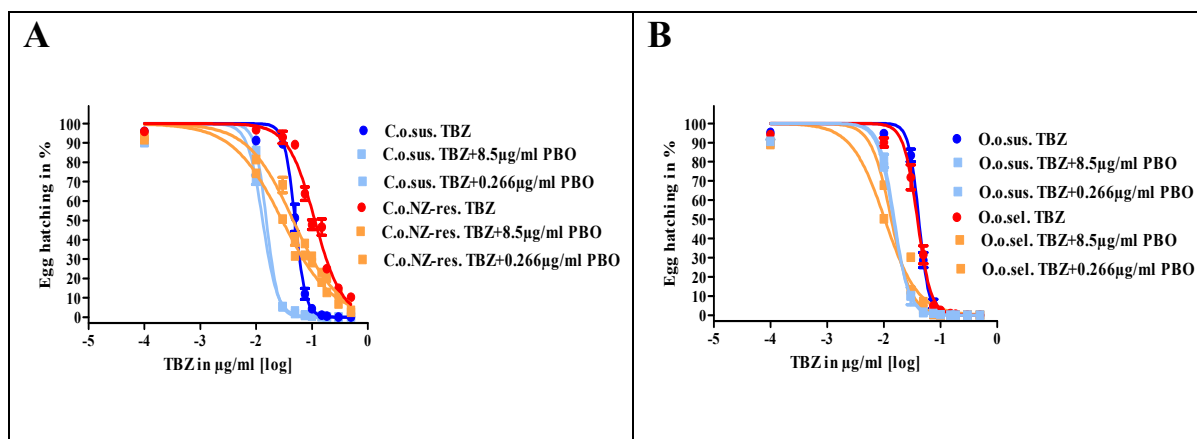 A
Egg hatching in %
100
90
80
70
60
50
40
30
20
10
0
-5
-4
-3
-2
-1
0
TBZ in µg/ml [log]
C.o.sus. TBZ
C.o.sus. TBZ+8.5µg/ml PBO
C.o.sus. TBZ+0.266µg/ml PBO
C.o.NZ-res. TBZ
C.o.NZ-res. TBZ+8.5µg/ml PBO
C.o.NZ-res. TBZ+0.266µg/ml PBO
B
Egg hatching in %
100
90
80
70
60
50
40
30
20
10
0
-5
-4
-3
-2
-1
0
TBZ in µg/ml [log]
O.o.sus. TBZ
O.o.sus. TBZ+8.5µg/ml PBO
O.o.sus. TBZ+0.266µg/ml PBO
O.o.sel. TBZ
O.o.sel. TBZ+8.5µg/ml PBO
O.o.sel. TBZ+0.266µg/ml PBO